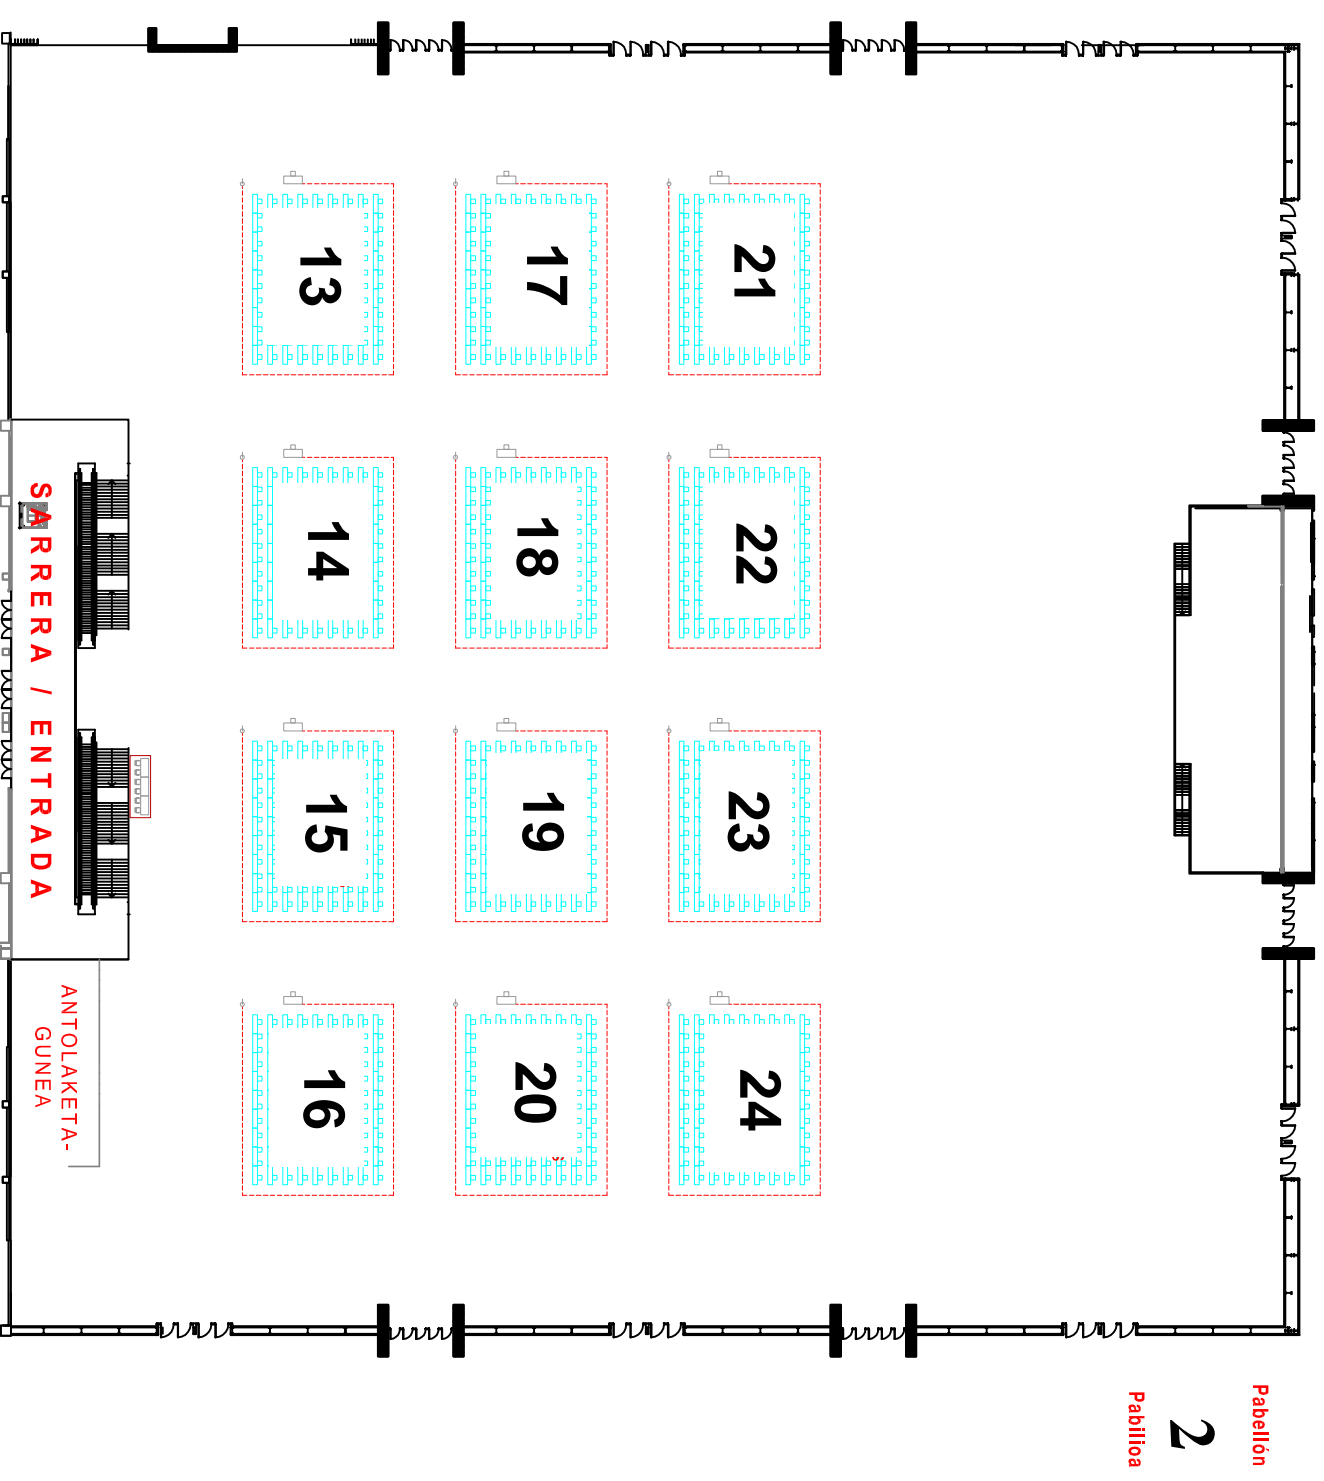 Pabellón
2
Pabilioa
21
22
23
24
17
18
19
20
13
14
15
16
SARRERA / ENTRADA
ANTOLAKETA-
GUNEA